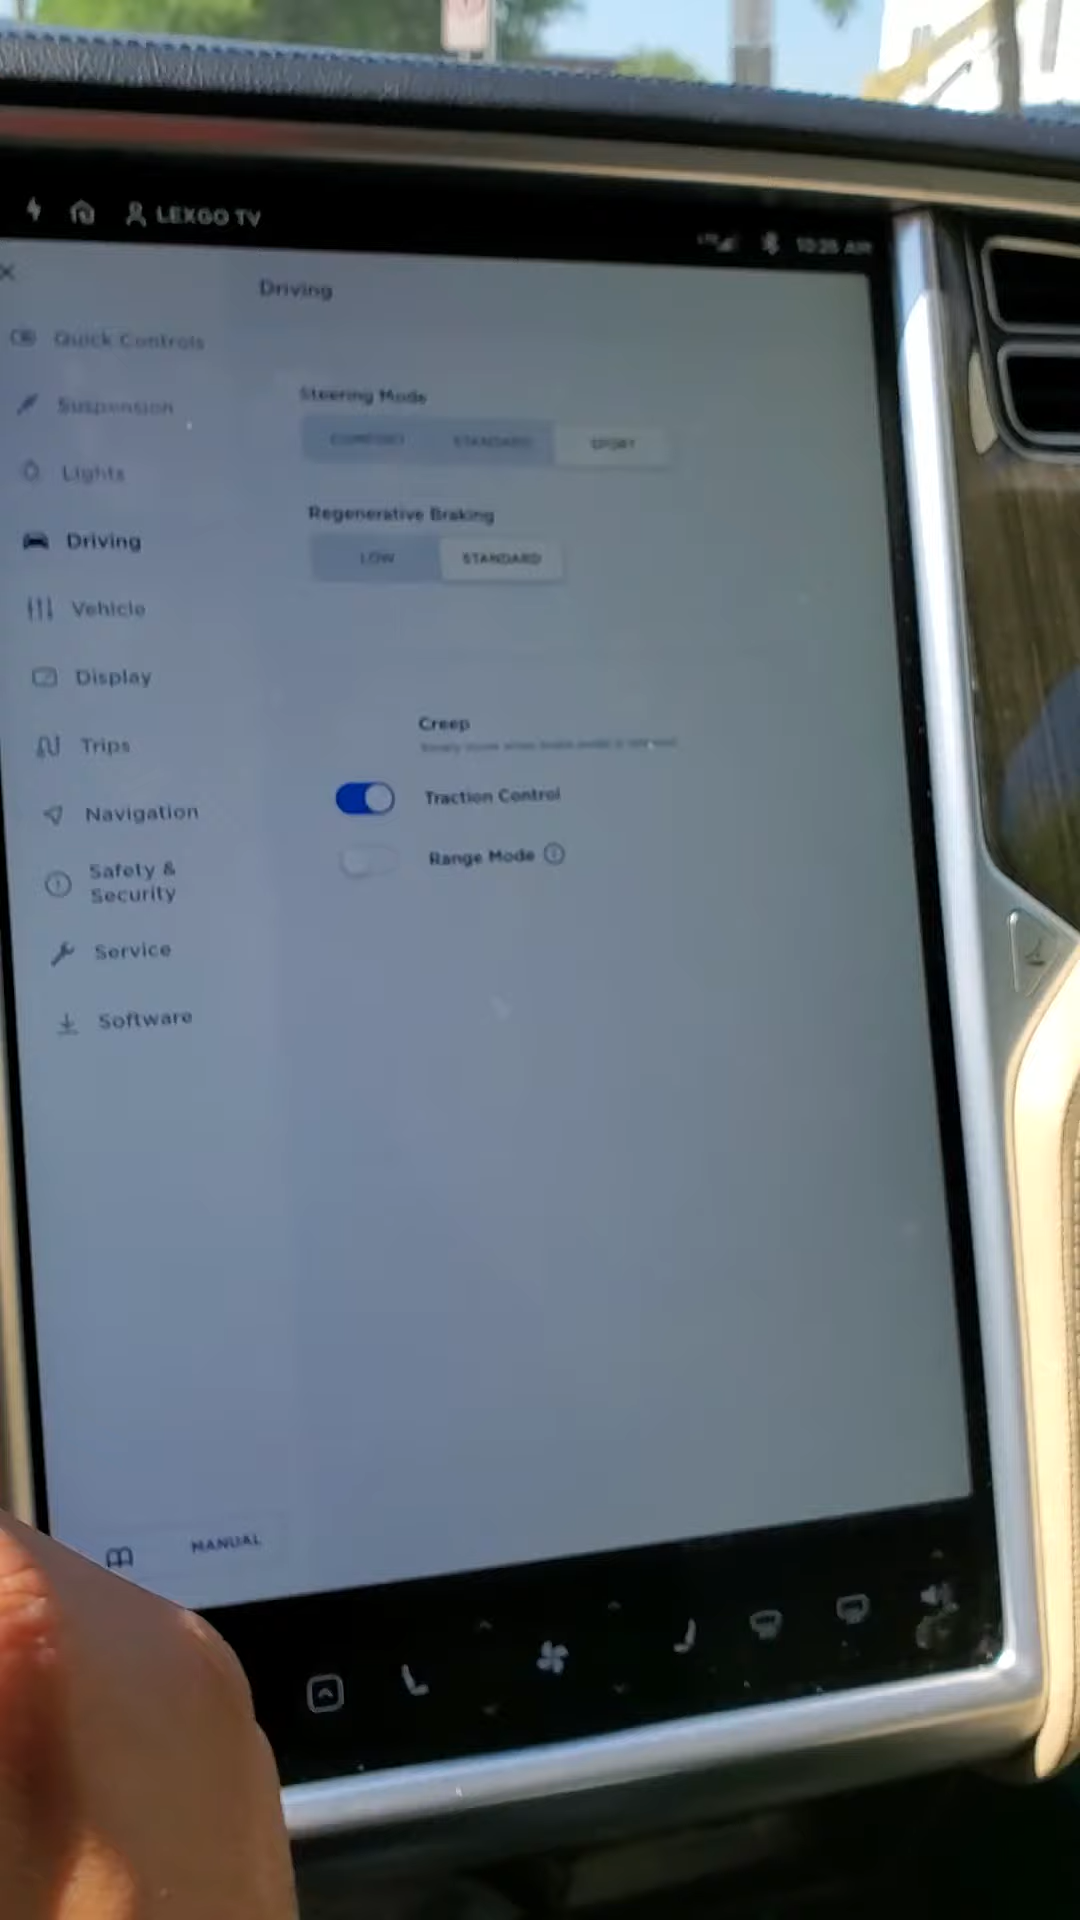 LEXGO TV
LTE
10:25 AM
Driving
Quick Controls
Suspension
Lights
Driving
Vehicle
Display
Trips
Navigation
Safety &
Security
Service
Software
Steering Mode
COMFORT STANDARD SPORT
Regenerative Braking
LOW STANDARD
Creep
Traction Control
Range Mode
MANUAL